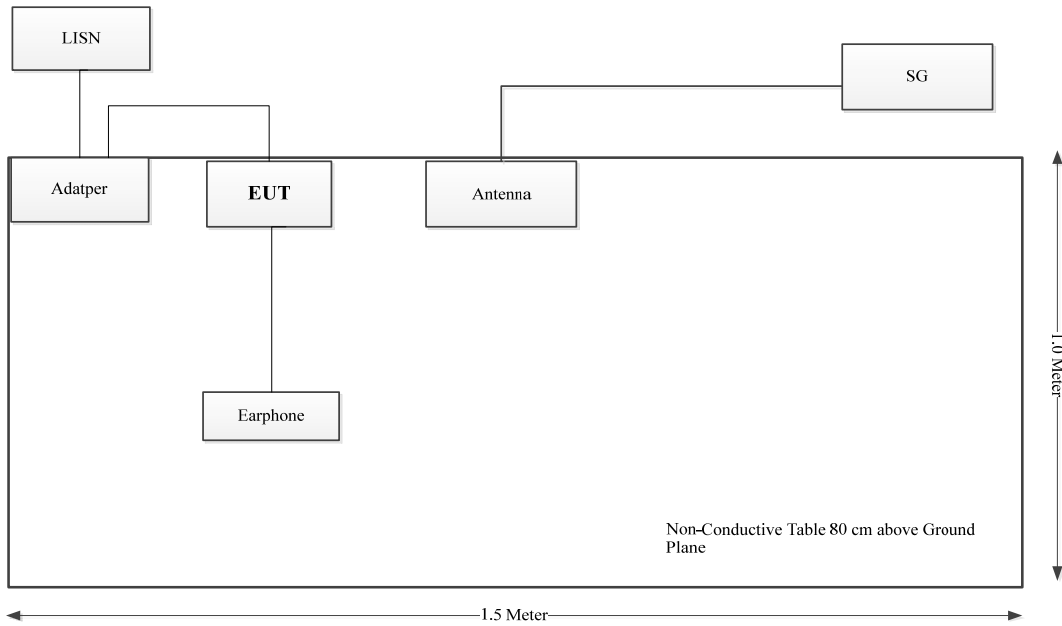 LISN
SG
Adatper
EUT
Antenna
Earphone
1.0 Meter
Non-Conductive Table 80 cm above Ground
Plane
1.5 Meter